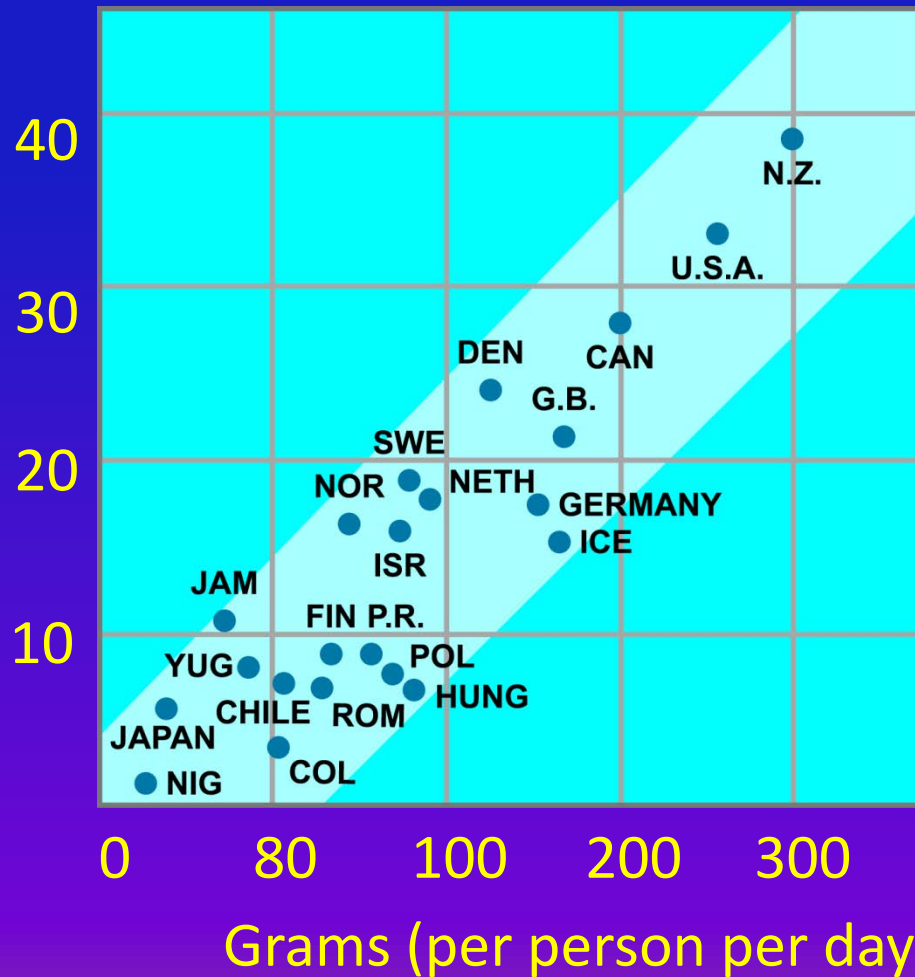 40
N.Z.
U.S.A.
30
DEN
CAN
G.B.
SWE
20
NOR
NETH
GERMANY
ICE
ISR
JAM
FIN P.R.
10
YUG
POL
HUNG
CHILE
ROM
JAPAN
COL
NIG
0 80 100 200 300
Grams (per person per day